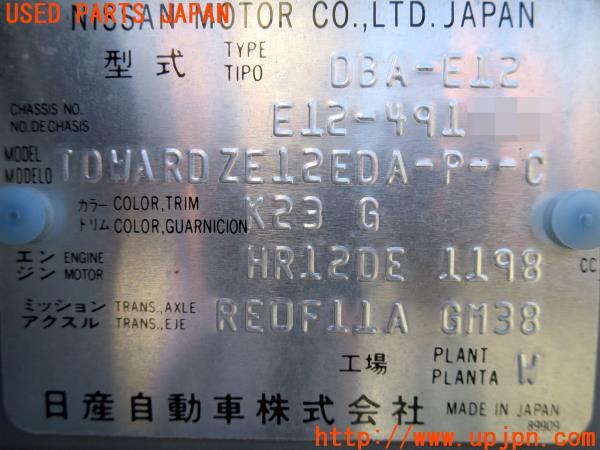 USED PARTS JAPAN
NISSAN MOTOR CO.,LTD. JAPAN
型式 TYPE TIPO DBA-E12
CHASSIS NO. NO. DE CHASIS E12-491
MODEL MODELO TDWARDZE12EDA-P--C
カラー COLOR, TRIM トリム COLOR, GUARNICION K23 G
エンジン ENGINE MOTOR HR12DE 1198 CC
ミッション TRANS., AXLE アクスル TRANS., EJE RE0F11A GM38
工場 PLANT PLANTA W
日産自動車株式会社 MADE IN JAPAN
89909
http://www.upjpn.com